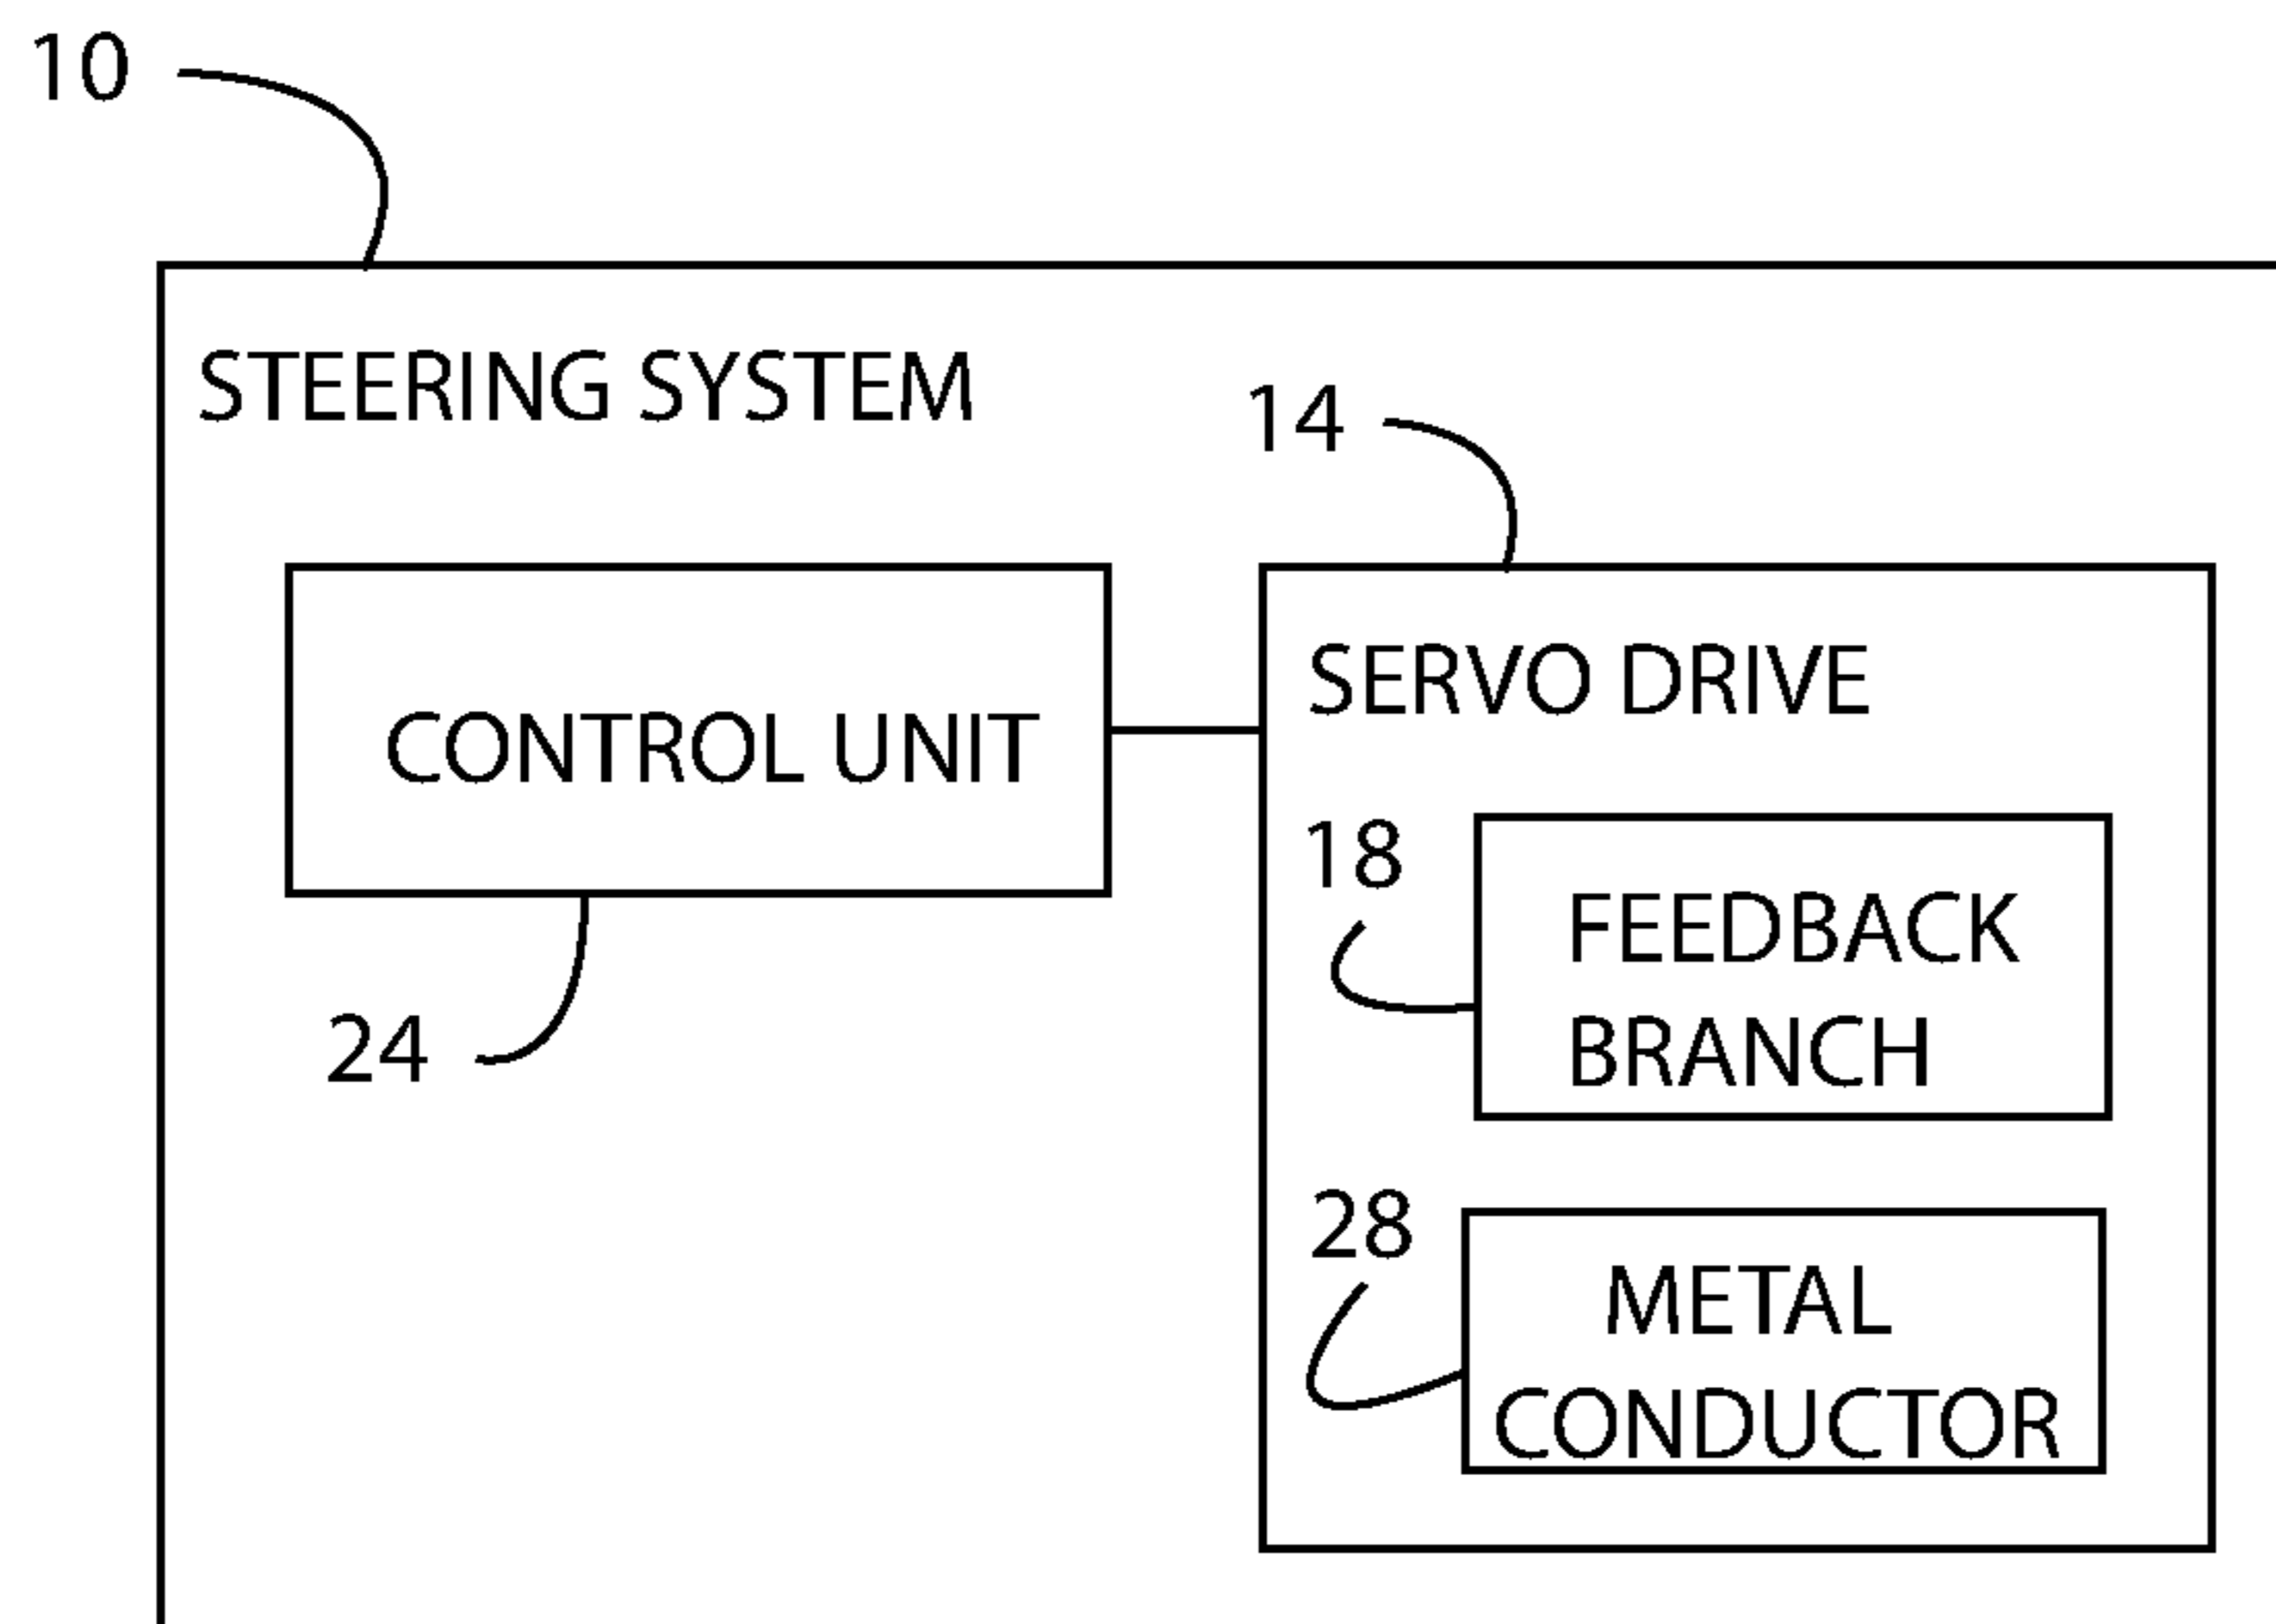 10
STEERING SYSTEM
14
CONTROL UNIT
24
SERVO DRIVE
18
FEEDBACK
BRANCH
28
METAL
CONDUCTOR